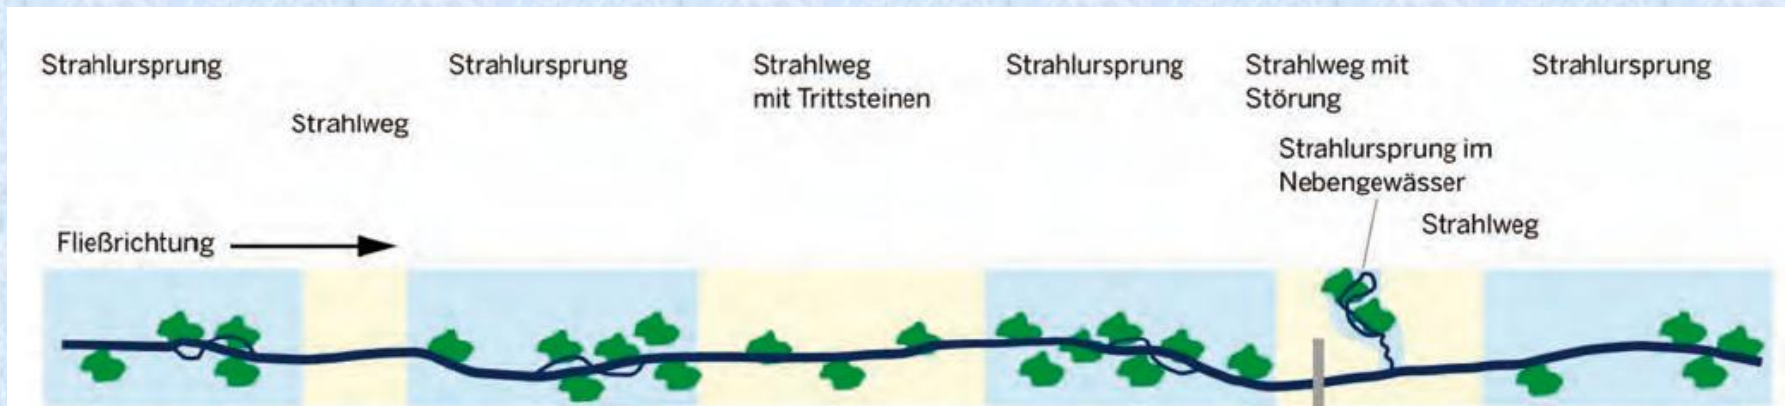 Strahlursprung
Strahlweg
Strahlursprung
Strahlweg
mit Trittsteinen
Strahlursprung
Strahlweg mit
Störung
Strahlursprung im
Nebengewässer
Strahlweg
Strahlursprung
Fließrichtung